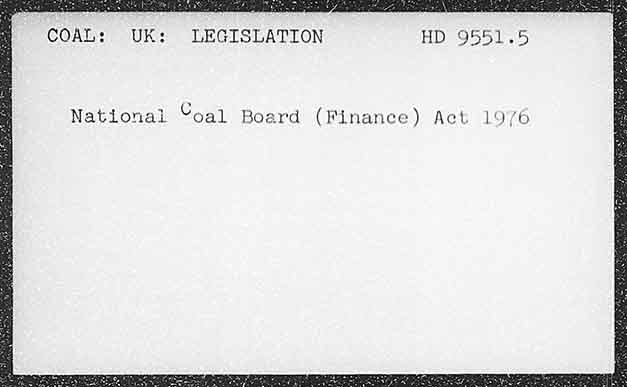 COAL: UK: LEGISLATION HD 9551.5
National Coal Board (Finance) Act 1976